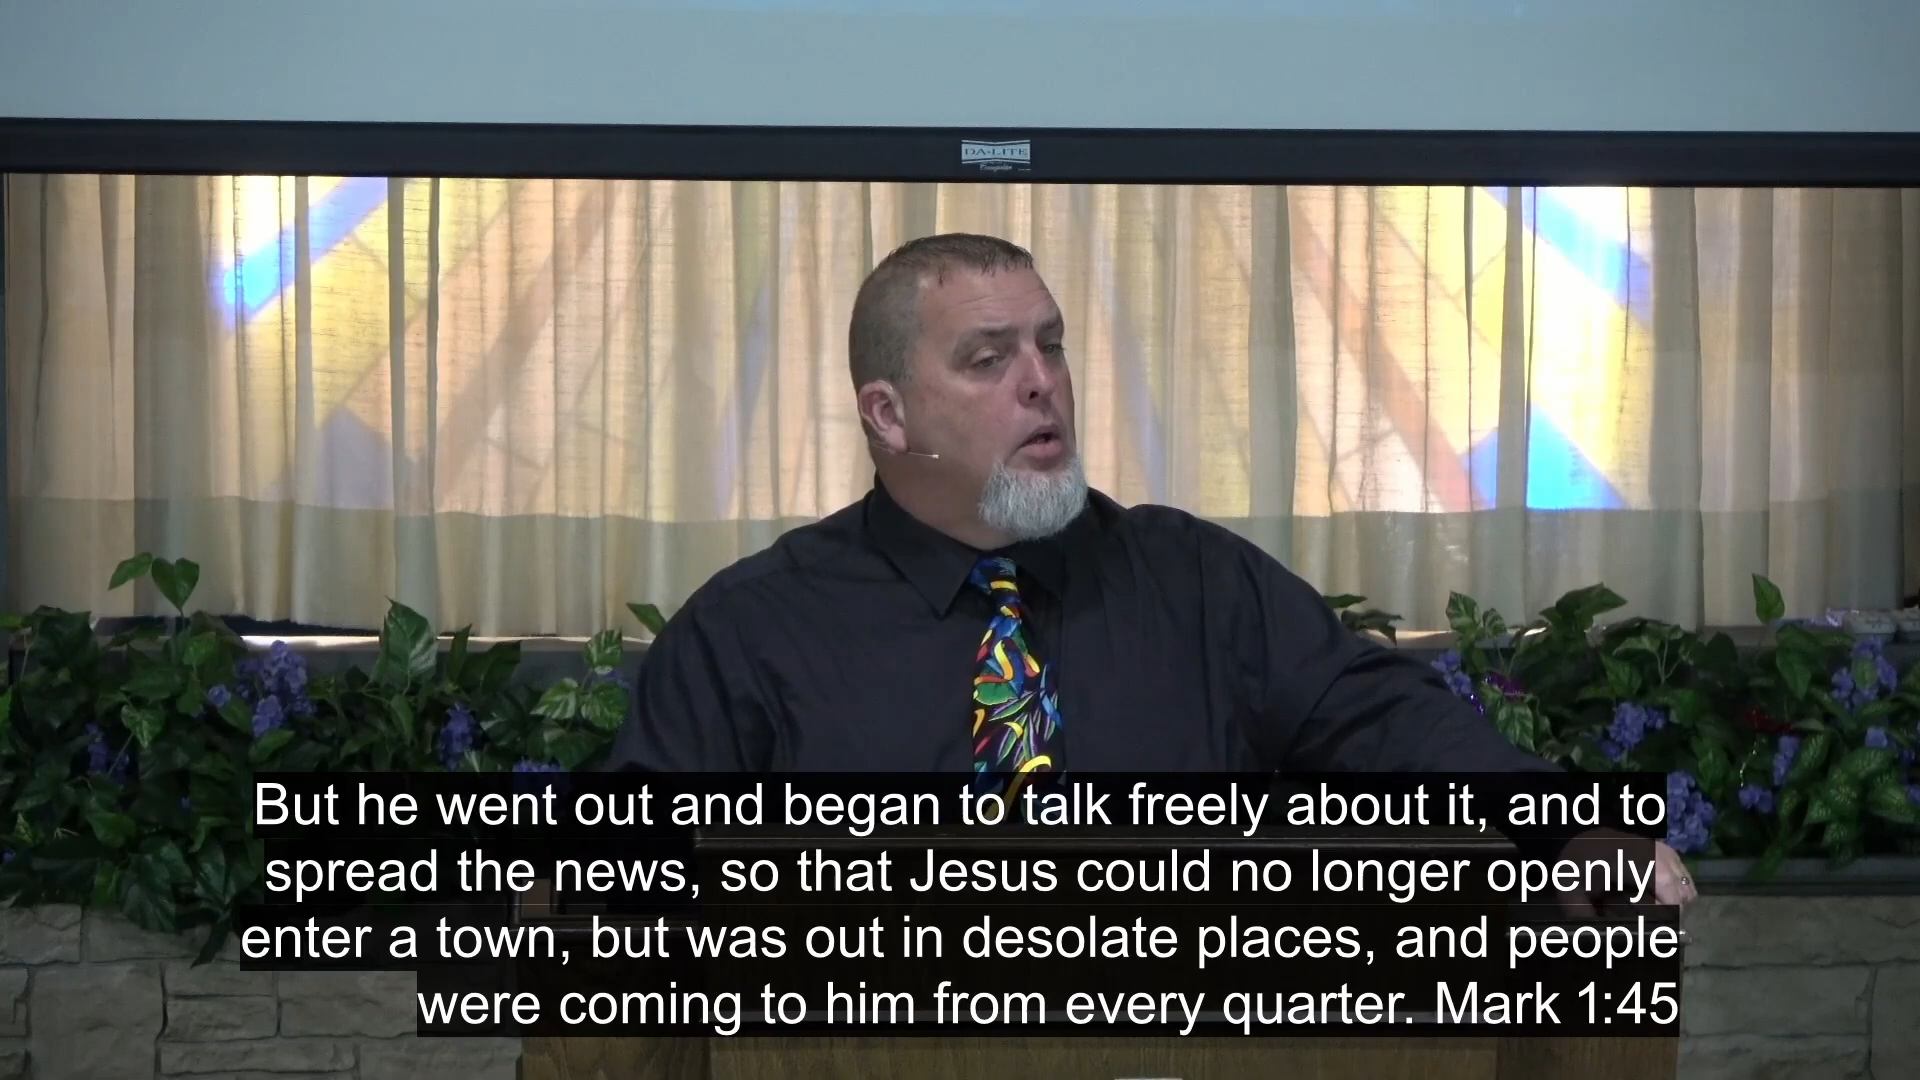 DA-LITE
But he went out and began to talk freely about it, and to
spread the news, so that Jesus could no longer openly
enter a town, but was out in desolate places, and people
were coming to him from every quarter. Mark 1:45